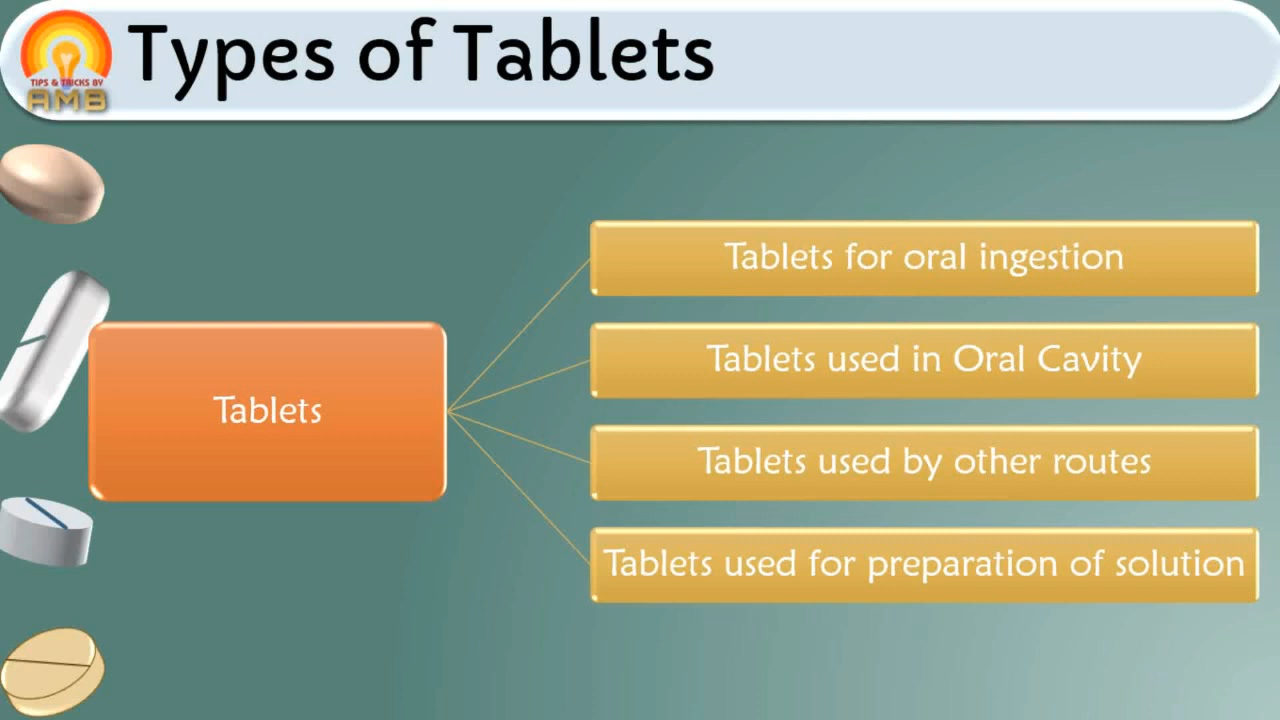 Types of Tablets
TIPS & TRICKS BY
AMB
Tablets
Tablets for oral ingestion
Tablets used in Oral Cavity
Tablets used by other routes
Tablets used for preparation of solution